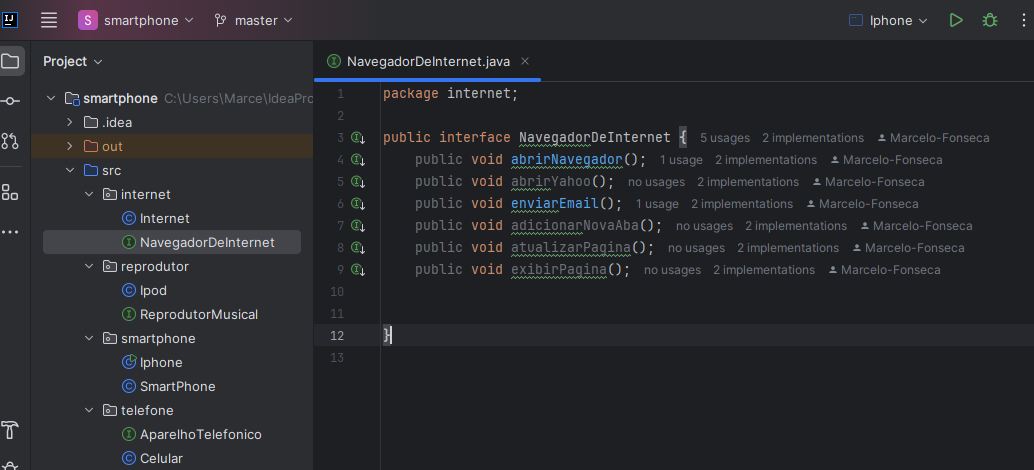 IJ S smartphone master Iphone
Project
NavegadorDeInternet.java
smartphone C:\Users\Marce\IdeaPro
.idea
out
src
internet
Internet
NavegadorDeInternet
reprodutor
Ipod
ReprodutorMusical
smartphone
Iphone
SmartPhone
telefone
AparelhoTelefonico
Celular
1 package internet;
2
3 public interface NavegadorDeInternet { 5 usages 2 implementations Marcelo-Fonseca
4 public void abrirNavegador(); 1 usage 2 implementations Marcelo-Fonseca
5 public void abrirYahoo(); no usages 2 implementations Marcelo-Fonseca
6 public void enviarEmail(); 1 usage 2 implementations Marcelo-Fonseca
7 public void adicionarNovaAba(); no usages 2 implementations Marcelo-Fonseca
8 public void atualizarPagina(); no usages 2 implementations Marcelo-Fonseca
9 public void exibirPagina(); no usages 2 implementations Marcelo-Fonseca
10
11
12 }
13